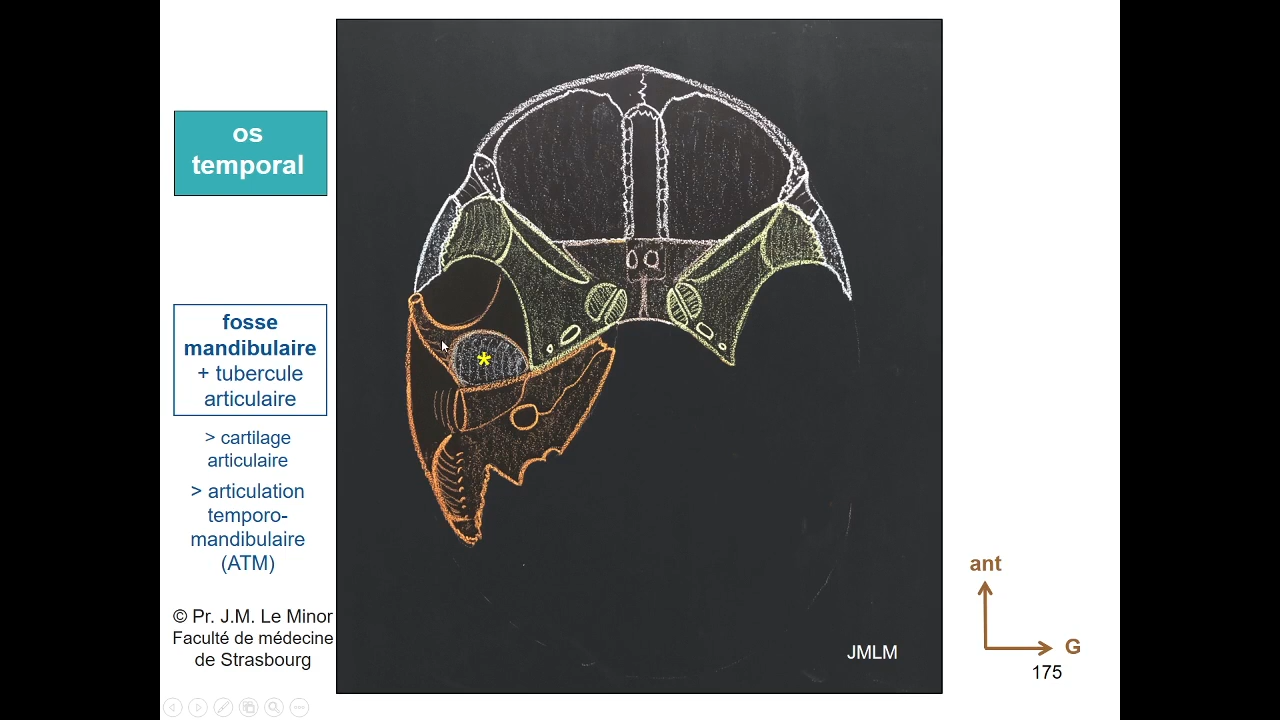 os
temporal
fosse
mandibulaire
+ tubercule
articulaire
> cartilage
articulaire
> articulation
temporo-
mandibulaire
(ATM)
© Pr. J.M. Le Minor
Faculté de médecine
de Strasbourg
*
JMLM
ant
G
175